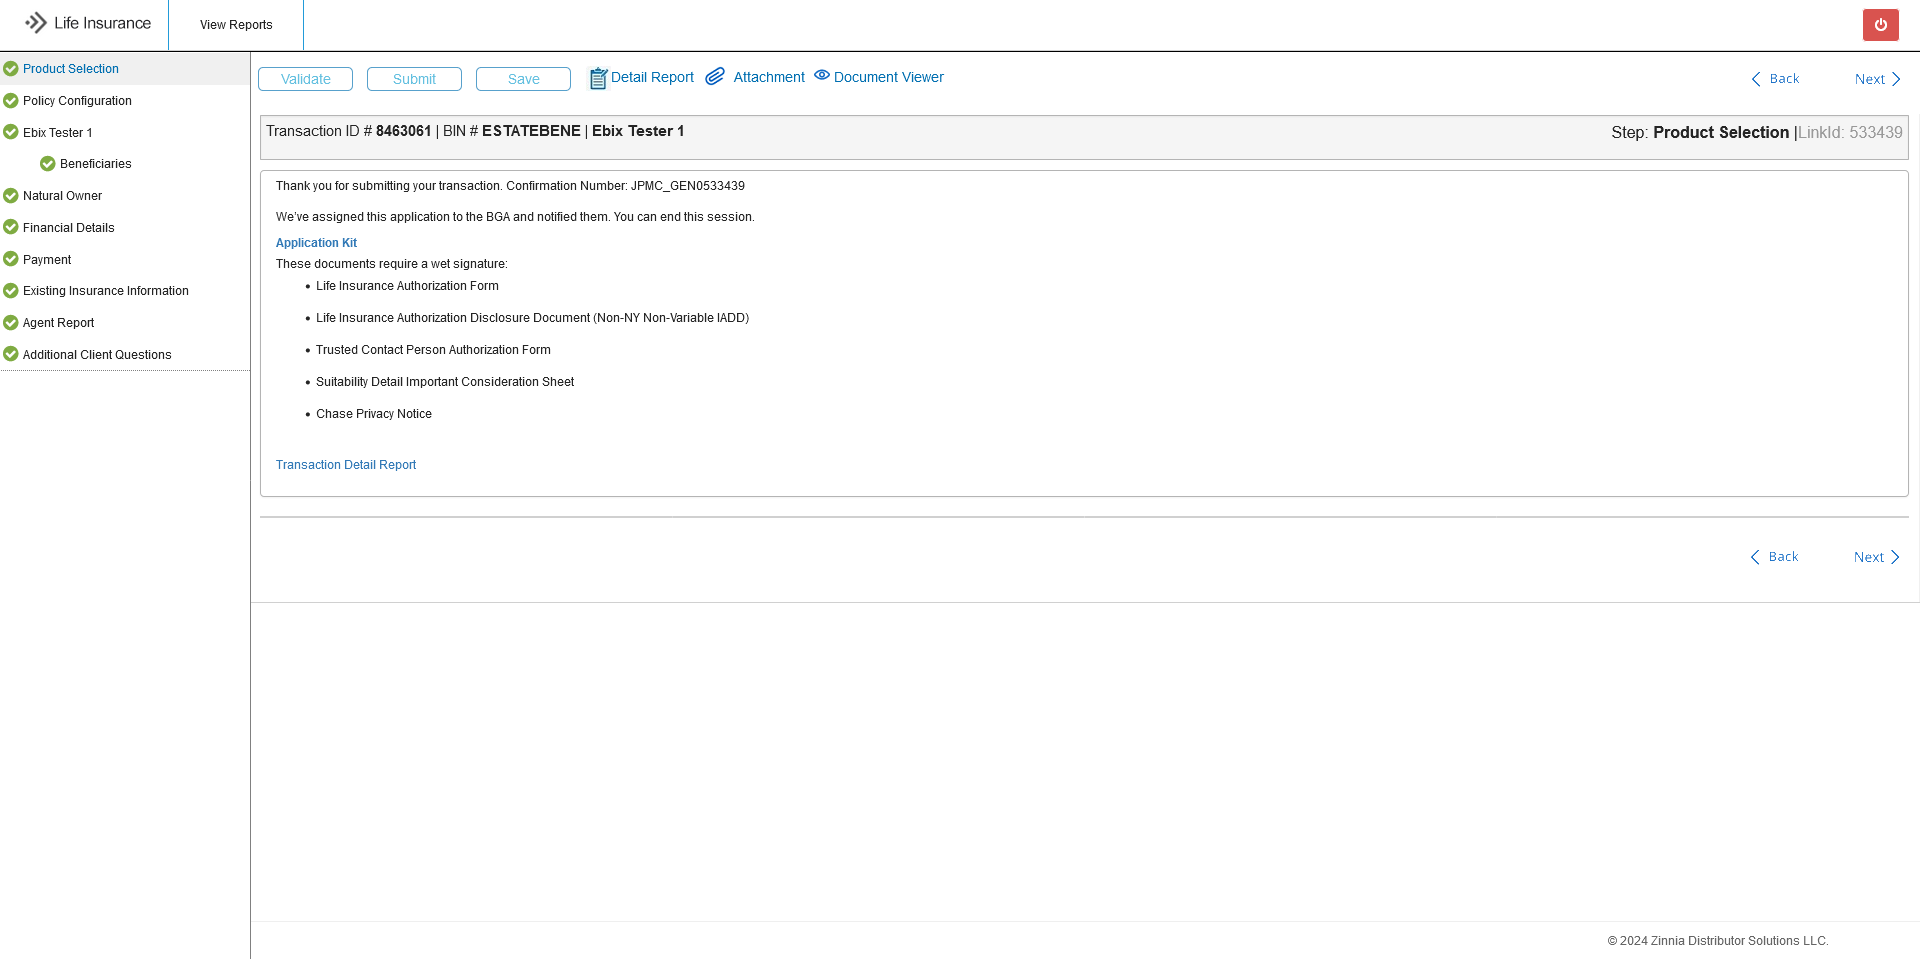 Life Insurance
View Reports
Product Selection
Policy Configuration
Ebix Tester 1
Beneficiaries
Natural Owner
Financial Details
Payment
Existing Insurance Information
Agent Report
Additional Client Questions
Validate Submit Save Detail Report Attachment Document Viewer Back Next
Transaction ID # 8463061 | BIN # ESTATEBENE | Ebix Tester 1
Step: Product Selection |LinkId: 533439
Thank you for submitting your transaction. Confirmation Number: JPMC_GEN0533439
We've assigned this application to the BGA and notified them. You can end this session.
Application Kit
These documents require a wet signature:
• Life Insurance Authorization Form
• Life Insurance Authorization Disclosure Document (Non-NY Non-Variable IADD)
• Trusted Contact Person Authorization Form
• Suitability Detail Important Consideration Sheet
• Chase Privacy Notice
Transaction Detail Report
Back Next
© 2024 Zinnia Distributor Solutions LLC.